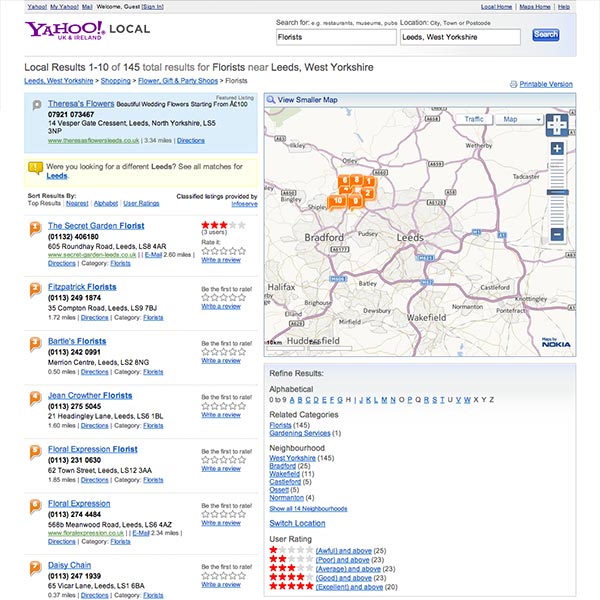 Yahoo! My Yahoo! Mail Welcome, Guest [Sign In]
Local Home Maps Home Help
YAHOO! LOCAL
UK & IRELAND
Search for: e.g. restaurants, museums, pubs
Location: City, Town or Postcode
Florists
Leeds, West Yorkshire
Search
Local Results 1-10 of 145 total results for Florists near Leeds, West Yorkshire
Leeds, West Yorkshire > Shopping > Flower, Gift & Party Shops > Florists
Printable Version
Featured Listing
Theresa's Flowers Beautiful Wedding Flowers Starting From Â£100
07921 073467
14 Vesper Gate Cresent, Leeds, North Yorkshire, LS5
3NP
www.theresasflowersleeds.co.uk | 3.34 miles | Directions
Were you looking for a different Leeds? See all matches for
Leeds.
Sort Results By:
Top Results | Nearest | Alphabet | User Ratings
Classified listings provided by
Infoserve
1
The Secret Garden Florist
(01132) 406180
605 Roundhay Road, Leeds, LS8 4AR
www.secret-garden-leeds.co.uk | | E-Mail 2.60 miles |
Directions | Category: Florists
(3 users)
Rate it:
Write a review
2
Fitzpatrick Florists
(0113) 249 1874
35 Compton Road, Leeds, LS9 7BJ
1.72 miles | Directions | Category: Florists
Be the first to rate!
Write a review
3
Bartle's Florists
(0113) 242 0991
Merrion Centre, Leeds, LS2 8NG
0.50 miles | Directions | Category: Florists
Be the first to rate!
Write a review
4
Jean Crowther Florists
(0113) 275 5045
21 Headingley Lane, Leeds, LS6 1BL
1.60 miles | Directions | Category: Florists
Be the first to rate!
Write a review
5
Floral Expression Florist
(0113) 231 0630
62 Town Street, Leeds, LS12 3AA
1.85 miles | Directions | Category: Florists
Be the first to rate!
Write a review
6
Floral Expression
(0113) 274 4484
568b Meanwood Road, Leeds, LS6 4AZ
www.floralexpression.co.uk | | E-Mail 2.34 miles |
Directions | Category: Florists
Be the first to rate!
Write a review
7
Daisy Chain
(0113) 247 1939
65 Vicar Lane, Leeds, LS1 6BA
0.37 miles | Directions | Category: Florists
Be the first to rate!
Write a review
View Smaller Map
Traffic
Map
Ilkley
Wetherby
Otley
A660
A658
Keighley
Tadcaster
Bingley
Shipley
6 8 1
4 2
10 9
Bradford
Pudsey
Leeds
A6177
Halifax
Batley
Castleford
Brighouse
Pontefract
Mirfield
Dewsbury
Normanton
Wakefield
Huddersfield
10km
Maps by
NOKIA
Refine Results:
Alphabetical
0 to 9 A B C D E F G H I J K L M N O P Q R S T U V W X Y Z
Related Categories
Florists (145)
Gardening Services (1)
Neighbourhood
West Yorkshire (145)
Bradford (25)
Wakefield (11)
Castleford (5)
Ossett (5)
Normanton (4)
Show all 14 Neighbourhoods
Switch Location
User Rating
(Awful) and above (25)
(Poor) and above (23)
(Average) and above (23)
(Good) and above (23)
(Excellent) and above (20)